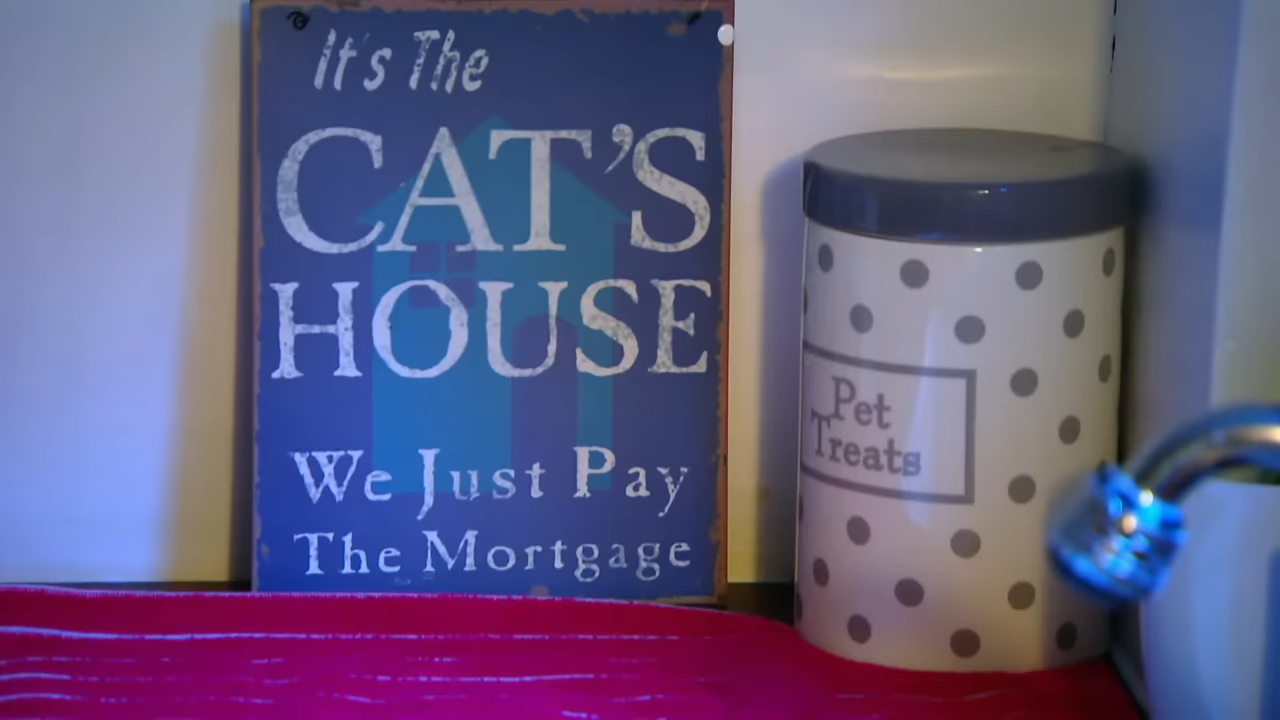 It's The
CAT'S
HOUSE
We Just Pay
The Mortgage
Pet
Treats